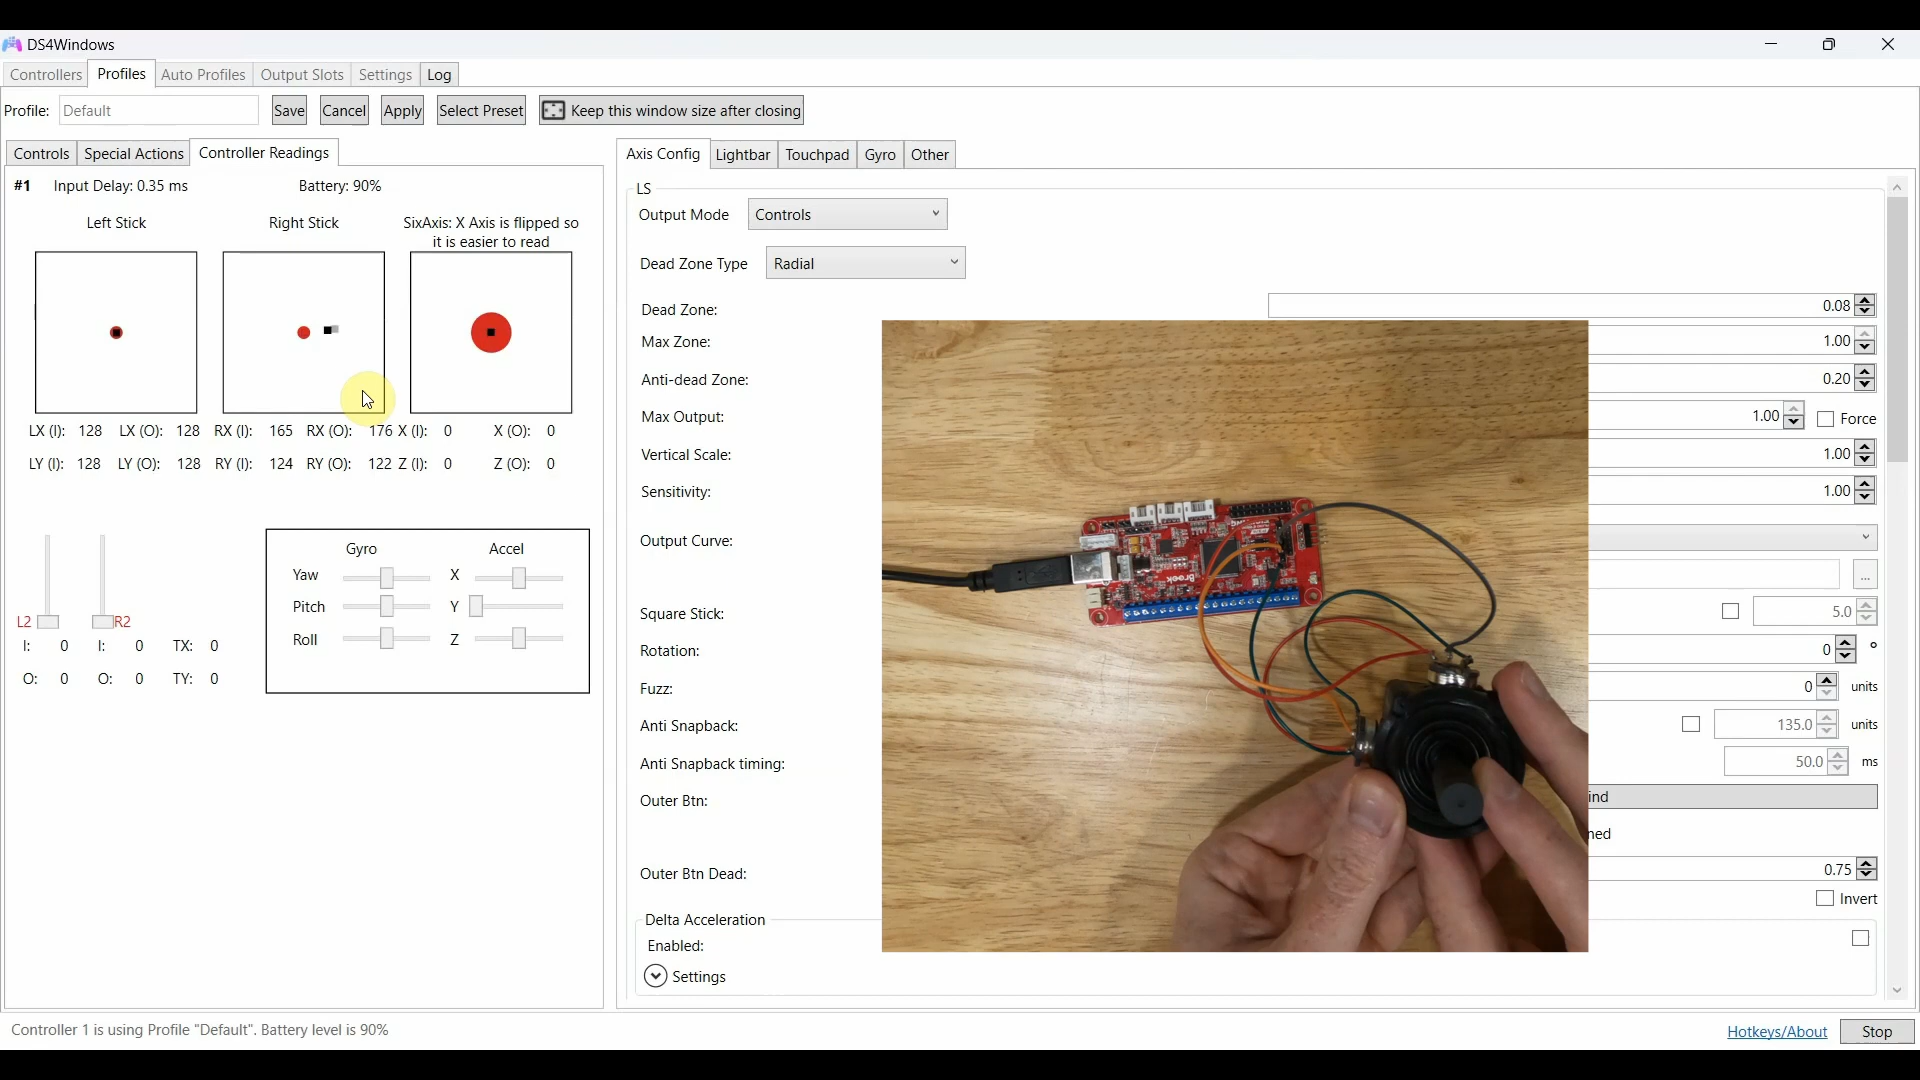 DS4Windows
Controllers Profiles Auto Profiles Output Slots Settings Log
Profile: Default Save Cancel Apply Select Preset Keep this window size after closing
Controls Special Actions Controller Readings
Axis Config Lightbar Touchpad Gyro Other
#1 Input Delay: 0.35 ms Battery: 90%
Left Stick Right Stick SixAxis: X Axis is flipped so
it is easier to read
LX (I): 128 LX (O): 128 RX (I): 165 RX (O): 176 X (I): 0 X (O): 0
LY (I): 128 LY (O): 128 RY (I): 124 RY (O): 122 Z (I): 0 Z (O): 0
L2 R2
I: 0 I: 0 TX: 0
O: 0 O: 0 TY: 0
Gyro Accel
Yaw X
Pitch Y
Roll Z
LS
Output Mode Controls
Dead Zone Type Radial
Dead Zone: 0.08
Max Zone: 1.00
Anti-dead Zone: 0.20
Max Output: 1.00 Force
Vertical Scale: 1.00
Sensitivity: 1.00
Output Curve:
...
Square Stick: 5.0
Rotation: 0 °
Fuzz: 0 units
Anti Snapback: 135.0 units
Anti Snapback timing: 50.0 ms
Outer Btn: ind
ned
Outer Btn Dead: 0.75
Invert
Delta Acceleration
Enabled:
Settings
Brook
Controller 1 is using Profile "Default". Battery level is 90%
Hotkeys/About Stop